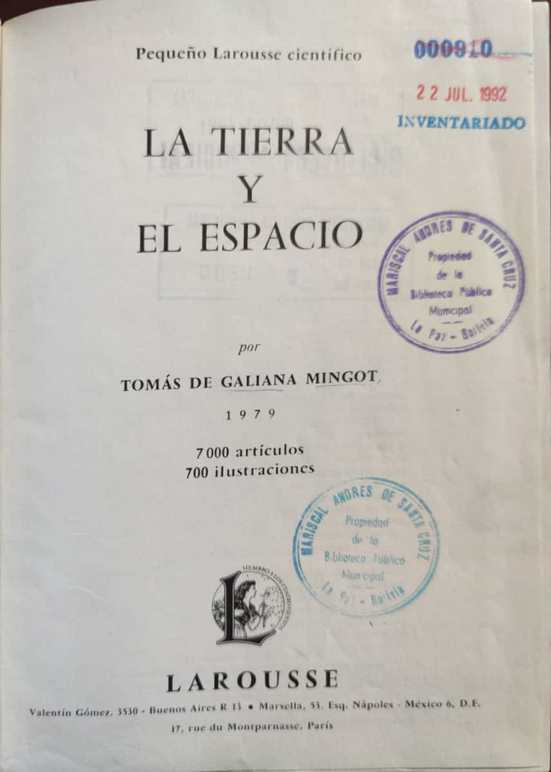 Pequeño Larousse científico
000910
22 JUL. 1992
INVENTARIADO
LA TIERRA
Y
EL ESPACIO
MARISCAL ANDRES DE SANTA CRUZ
Propiedad
de la
Biblioteca Pública
Municipal
La Paz - Bolivia
por
TOMÁS DE GALIANA MINGOT
1979
7 000 artículos
700 ilustraciones
MARISCAL ANDRES DE SANTA CRUZ
Propiedad
de la
Biblioteca Pública
Municipal
La Paz - Bolivia
LAROUSSE
Valentín Gómez, 3530 - Buenos Aires R 13 • Marsella, 53, Esq. Nápoles - México 6, D.F.
17, rue du Montparnasse, París